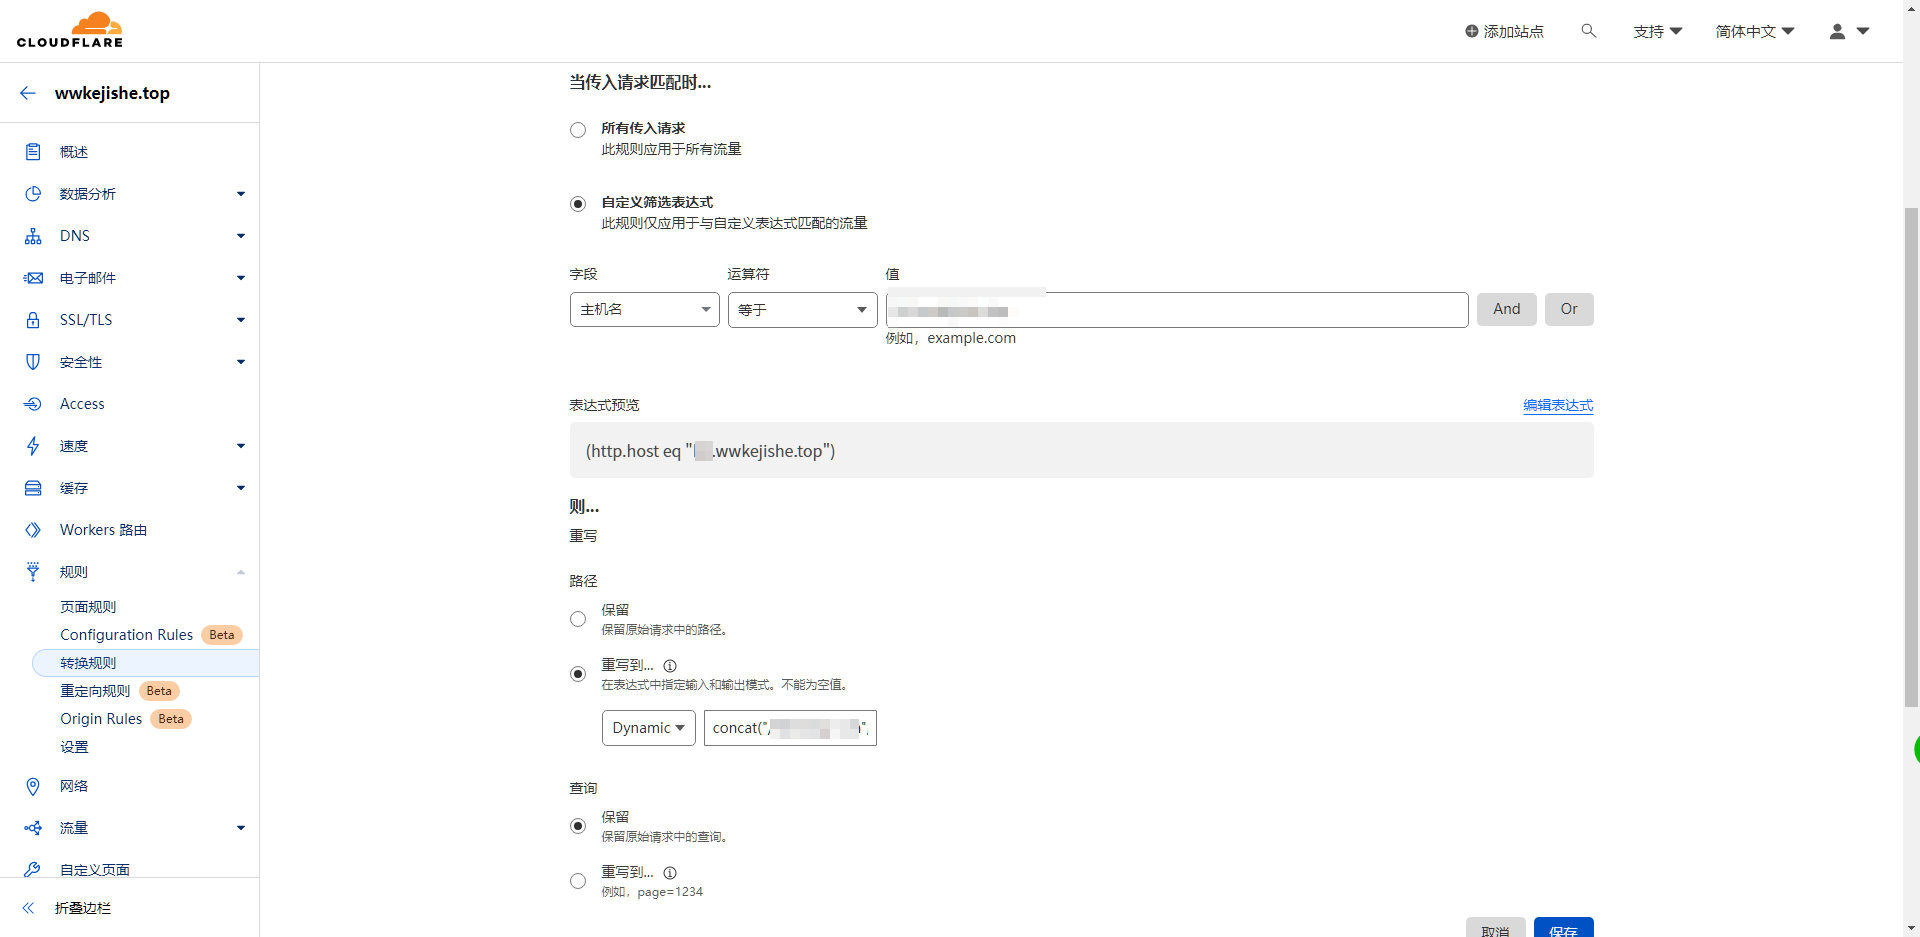 CLOUDFLARE
添加站点
支持
简体中文
wwkejishe.top
概述
数据分析
DNS
电子邮件
SSL/TLS
安全性
Access
速度
缓存
Workers 路由
规则
页面规则
Configuration Rules Beta
转换规则
重定向规则 Beta
Origin Rules Beta
设置
网络
流量
自定义页面
折叠边栏
当传入请求匹配时...
所有传入请求
此规则应用于所有流量
自定义筛选表达式
此规则仅应用于与自定义表达式匹配的流量
字段 运算符 值
主机名 等于 And Or
例如，example.com
表达式预览 编辑表达式
(http.host eq ".wwkejishe.top")
则...
重写
路径
保留
保留原始请求中的路径。
重写到...
在表达式中指定输入和输出模式。不能为空值。
Dynamic concat("/ ",
查询
保留
保留原始请求中的查询。
重写到...
例如，page=1234
取消 保存